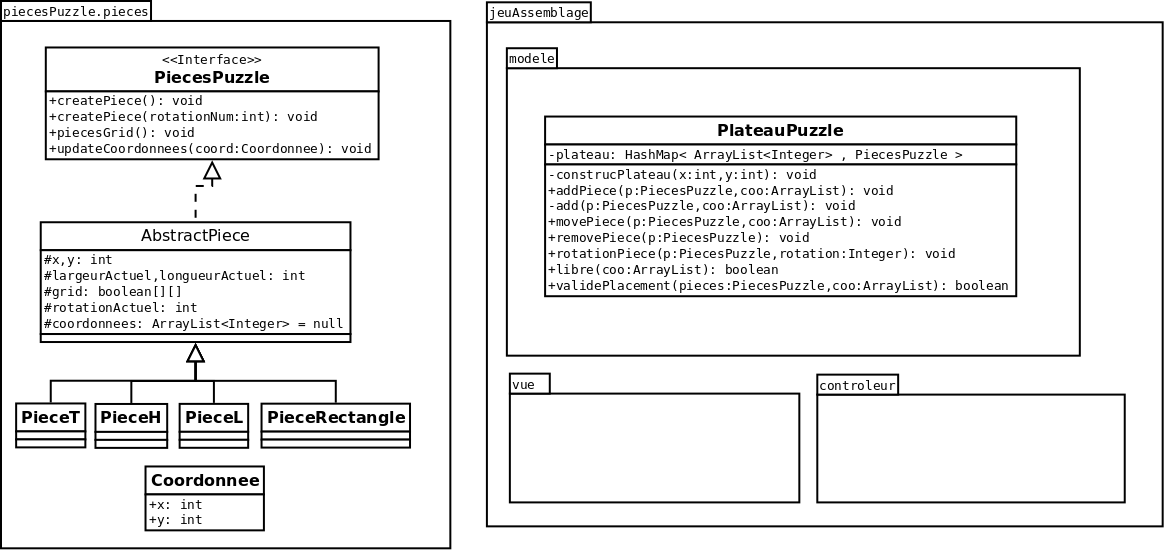 piecesPuzzle.pieces
<<Interface>>
PiecesPuzzle
+createPiece(): void
+createPiece(rotationNum:int): void
+piecesGrid(): void
+updateCoordonnees(coord:Coordonnee): void
AbstractPiece
#x,y: int
#largeurActuel,longueurActuel: int
#grid: boolean[][]
#rotationActuel: int
#coordonnees: ArrayList<Integer> = null
PieceT
PieceH
PieceL
PieceRectangle
Coordonnee
+x: int
+y: int
jeuAssemblage
modele
PlateauPuzzle
-plateau: HashMap< ArrayList<Integer> , PiecesPuzzle >
-construcPlateau(x:int,y:int): void
+addPiece(p:PiecesPuzzle,coo:ArrayList): void
-add(p:PiecesPuzzle,coo:ArrayList): void
+movePiece(p:PiecesPuzzle,coo:ArrayList): void
+removePiece(p:PiecesPuzzle): void
+rotationPiece(p:PiecesPuzzle,rotation:Integer): void
+libre(coo:ArrayList): boolean
+validePlacement(pieces:PiecesPuzzle,coo:ArrayList): boolean
vue
controleur